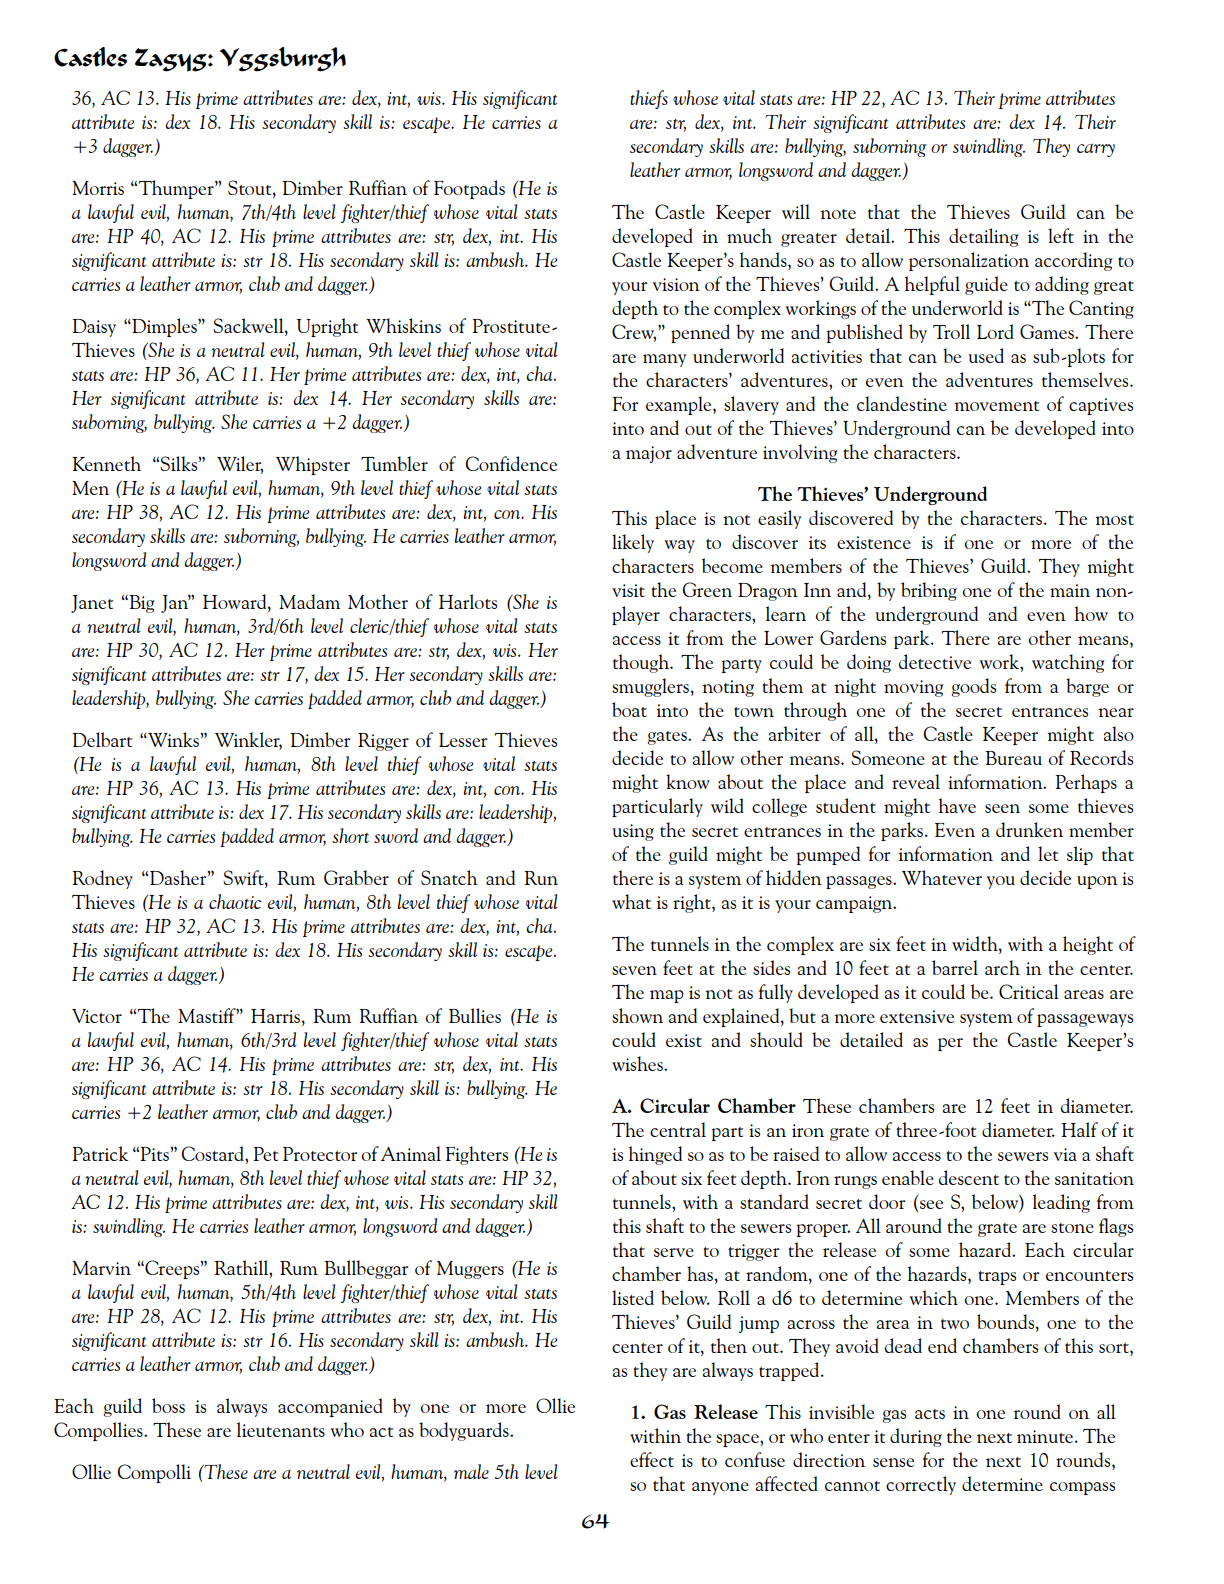 Castles Zagyg: Yggsburgh
36, AC 13. His prime attributes are: dex, int, wis. His significant
attribute is: dex 18. His secondary skill is: escape. He carries a
+3 dagger.)
Morris “Thumper” Stout, Dimber Ruffian of Footpads (He is
a lawful evil, human, 7th/4th level fighter/thief whose vital stats
are: HP 40, AC 12. His prime attributes are: str, dex, int. His
significant attribute is: str 18. His secondary skill is: ambush. He
carries a leather armor, club and dagger.)
Daisy “Dimples” Sackwell, Upright Whiskins of Prostitute-
Thieves (She is a neutral evil, human, 9th level thief whose vital
stats are: HP 36, AC 11. Her prime attributes are: dex, int, cha.
Her significant attribute is: dex 14. Her secondary skills are:
suborning, bullying. She carries a +2 dagger.)
Kenneth “Silks” Wiler, Whipster Tumbler of Confidence
Men (He is a lawful evil, human, 9th level thief whose vital stats
are: HP 38, AC 12. His prime attributes are: dex, int, con. His
secondary skills are: suborning, bullying. He carries leather armor,
longsword and dagger.)
Janet “Big Jan” Howard, Madam Mother of Harlots (She is
a neutral evil, human, 3rd/6th level cleric/thief whose vital stats
are: HP 30, AC 12. Her prime attributes are: str, dex, wis. Her
significant attributes are: str 17, dex 15. Her secondary skills are:
leadership, bullying. She carries padded armor, club and dagger.)
Delbart “Winks” Winkler, Dimber Rigger of Lesser Thieves
(He is a lawful evil, human, 8th level thief whose vital stats
are: HP 36, AC 13. His prime attributes are: dex, int, con. His
significant attribute is: dex 17. His secondary skills are: leadership,
bullying. He carries padded armor, short sword and dagger.)
Rodney “Dasher” Swift, Rum Grabber of Snatch and Run
Thieves (He is a chaotic evil, human, 8th level thief whose vital
stats are: HP 32, AC 13. His prime attributes are: dex, int, cha.
His significant attribute is: dex 18. His secondary skill is: escape.
He carries a dagger.)
Victor “The Mastiff” Harris, Rum Ruffian of Bullies (He is
a lawful evil, human, 6th/3rd level fighter/thief whose vital stats
are: HP 36, AC 14. His prime attributes are: str, dex, int. His
significant attribute is: str 18. His secondary skill is: bullying. He
carries +2 leather armor, club and dagger.)
Patrick “Pits” Costard, Pet Protector of Animal Fighters (He is
a neutral evil, human, 8th level thief whose vital stats are: HP 32,
AC 12. His prime attributes are: dex, int, wis. His secondary skill
is: swindling. He carries leather armor, longsword and dagger.)
Marvin “Creeps” Rathill, Rum Bullbeggar of Muggers (He is
a lawful evil, human, 5th/4th level fighter/thief whose vital stats
are: HP 28, AC 12. His prime attributes are: str, dex, int. His
significant attribute is: str 16. His secondary skill is: ambush. He
carries a leather armor, club and dagger.)
Each guild boss is always accompanied by one or more Ollie
Compollies. These are lieutenants who act as bodyguards.
Ollie Compolli (These are a neutral evil, human, male 5th level
thiefs whose vital stats are: HP 22, AC 13. Their prime attributes
are: str, dex, int. Their significant attributes are: dex 14. Their
secondary skills are: bullying, suborning or swindling. They carry
leather armor, longsword and dagger.)
The Castle Keeper will note that the Thieves Guild can be
developed in much greater detail. This detailing is left in the
Castle Keeper’s hands, so as to allow personalization according to
your vision of the Thieves’ Guild. A helpful guide to adding great
depth to the complex workings of the underworld is “The Canting
Crew,” penned by me and published by Troll Lord Games. There
are many underworld activities that can be used as sub-plots for
the characters’ adventures, or even the adventures themselves.
For example, slavery and the clandestine movement of captives
into and out of the Thieves’ Underground can be developed into
a major adventure involving the characters.
The Thieves’ Underground
This place is not easily discovered by the characters. The most
likely way to discover its existence is if one or more of the
characters become members of the Thieves’ Guild. They might
visit the Green Dragon Inn and, by bribing one of the main non-
player characters, learn of the underground and even how to
access it from the Lower Gardens park. There are other means,
though. The party could be doing detective work, watching for
smugglers, noting them at night moving goods from a barge or
boat into the town through one of the secret entrances near
the gates. As the arbiter of all, the Castle Keeper might also
decide to allow other means. Someone at the Bureau of Records
might know about the place and reveal information. Perhaps a
particularly wild college student might have seen some thieves
using the secret entrances in the parks. Even a drunken member
of the guild might be pumped for information and let slip that
there is a system of hidden passages. Whatever you decide upon is
what is right, as it is your campaign.
The tunnels in the complex are six feet in width, with a height of
seven feet at the sides and 10 feet at a barrel arch in the center.
The map is not as fully developed as it could be. Critical areas are
shown and explained, but a more extensive system of passageways
could exist and should be detailed as per the Castle Keeper’s
wishes.
A. Circular Chamber These chambers are 12 feet in diameter.
The central part is an iron grate of three-foot diameter. Half of it
is hinged so as to be raised to allow access to the sewers via a shaft
of about six feet depth. Iron rungs enable descent to the sanitation
tunnels, with a standard secret door (see S, below) leading from
this shaft to the sewers proper. All around the grate are stone flags
that serve to trigger the release of some hazard. Each circular
chamber has, at random, one of the hazards, traps or encounters
listed below. Roll a d6 to determine which one. Members of the
Thieves’ Guild jump across the area in two bounds, one to the
center of it, then out. They avoid dead end chambers of this sort,
as they are always trapped.
1. Gas Release This invisible gas acts in one round on all
within the space, or who enter it during the next minute. The
effect is to confuse direction sense for the next 10 rounds,
so that anyone affected cannot correctly determine compass
64